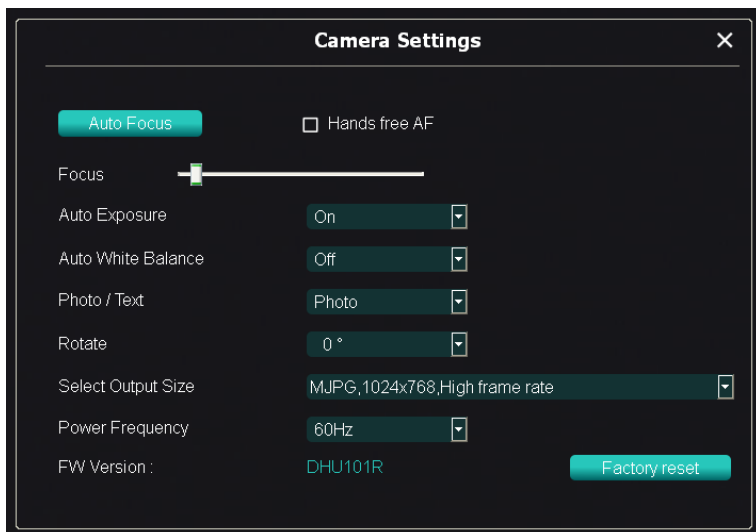 Camera Settings
Auto Focus Hands free AF
Focus
Auto Exposure On
Auto White Balance Off
Photo / Text Photo
Rotate 0 °
Select Output Size MJPG,1024x768,High frame rate
Power Frequency 60Hz
FW Version : DHU101R Factory reset